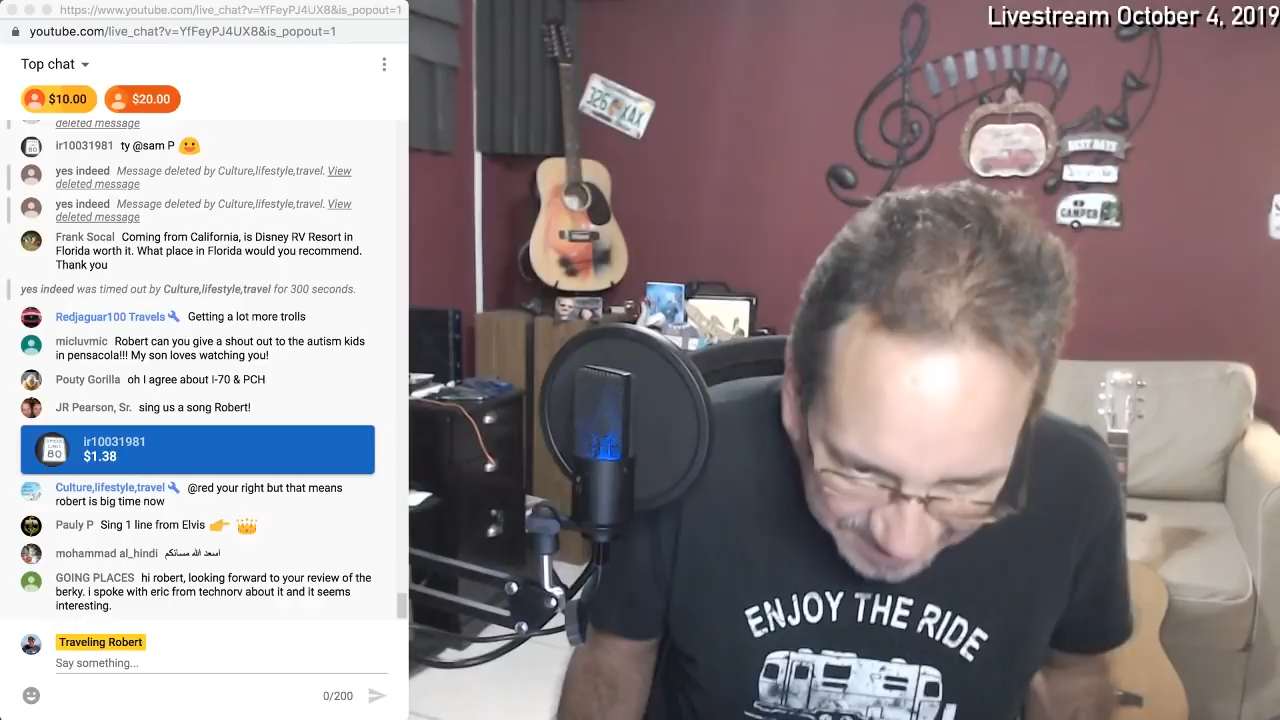 https://www.youtube.com/live_chat?v=YfFeyPJ4UX8&is_popout=1
youtube.com/live_chat?v=YfFeyPJ4UX8&is_popout=1
Top chat
$10.00 $20.00
deleted message
ir10031981 ty @sam P
yes indeed Message deleted by Culture,lifestyle,travel. View
deleted message
yes indeed Message deleted by Culture,lifestyle,travel. View
deleted message
Frank Socal Coming from California, is Disney RV Resort in
Florida worth it. What place in Florida would you recommend.
Thank you
yes indeed was timed out by Culture,lifestyle,travel for 300 seconds.
Redjaguar100 Travels Getting a lot more trolls
micluvmic Robert can you give a shout out to the autism kids
in pensacola!!! My son loves watching you!
Pouty Gorilla oh I agree about I-70 & PCH
JR Pearson, Sr. sing us a song Robert!
SPEED
LIMIT
80
ir10031981
$1.38
Culture,lifestyle,travel @red your right but that means
robert is big time now
Pauly P Sing 1 line from Elvis
mohammad al_hindi اسعد الله مسائكم
GOING PLACES hi robert, looking forward to your review of the
berky. i spoke with eric from technorv about it and it seems
interesting.
Traveling Robert
Say something...
0/200
Livestream October 4, 2019
326 XAX
BEST DAYS
CAMPER
ENJOY THE RIDE